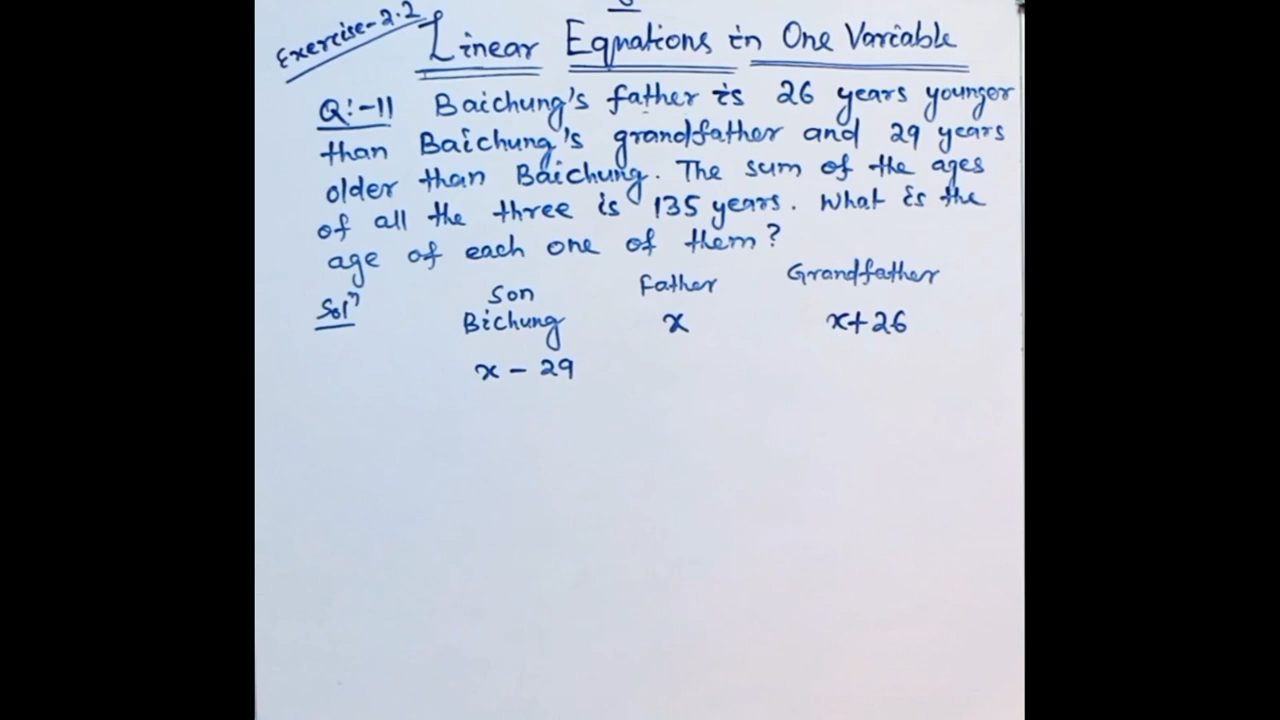 Exercise-2.2
Linear Equations in One Variable
Q:-11 Baichung's father is 26 years younger
than Baichung's grandfather and 29 years
older than Baichung. The sum of the ages
of all the three is 135 years. What is the
age of each one of them?
Solⁿ Son Father Grandfather
Bichung x x+26
x - 29